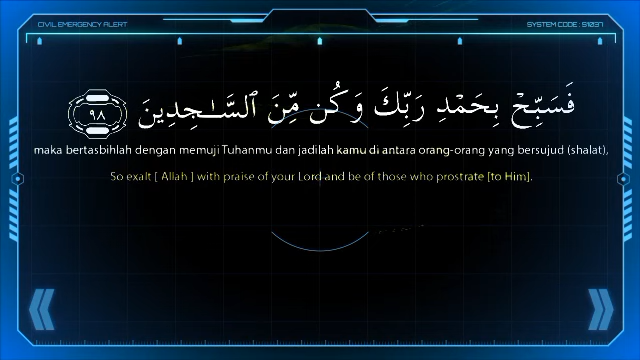 CIVIL EMERGENCY ALERT
SYSTEM CODE : S1037
فَسَبِّحْ بِحَمْدِ رَبِّكَ وَكُن مِّنَ ٱلسَّـٰجِدِينَ ٩٨
maka bertasbihlah dengan memuji Tuhanmu dan jadilah kamu di antara orang-orang yang bersujud (shalat),
So exalt [ Allah ] with praise of your Lord and be of those who prostrate [to Him].